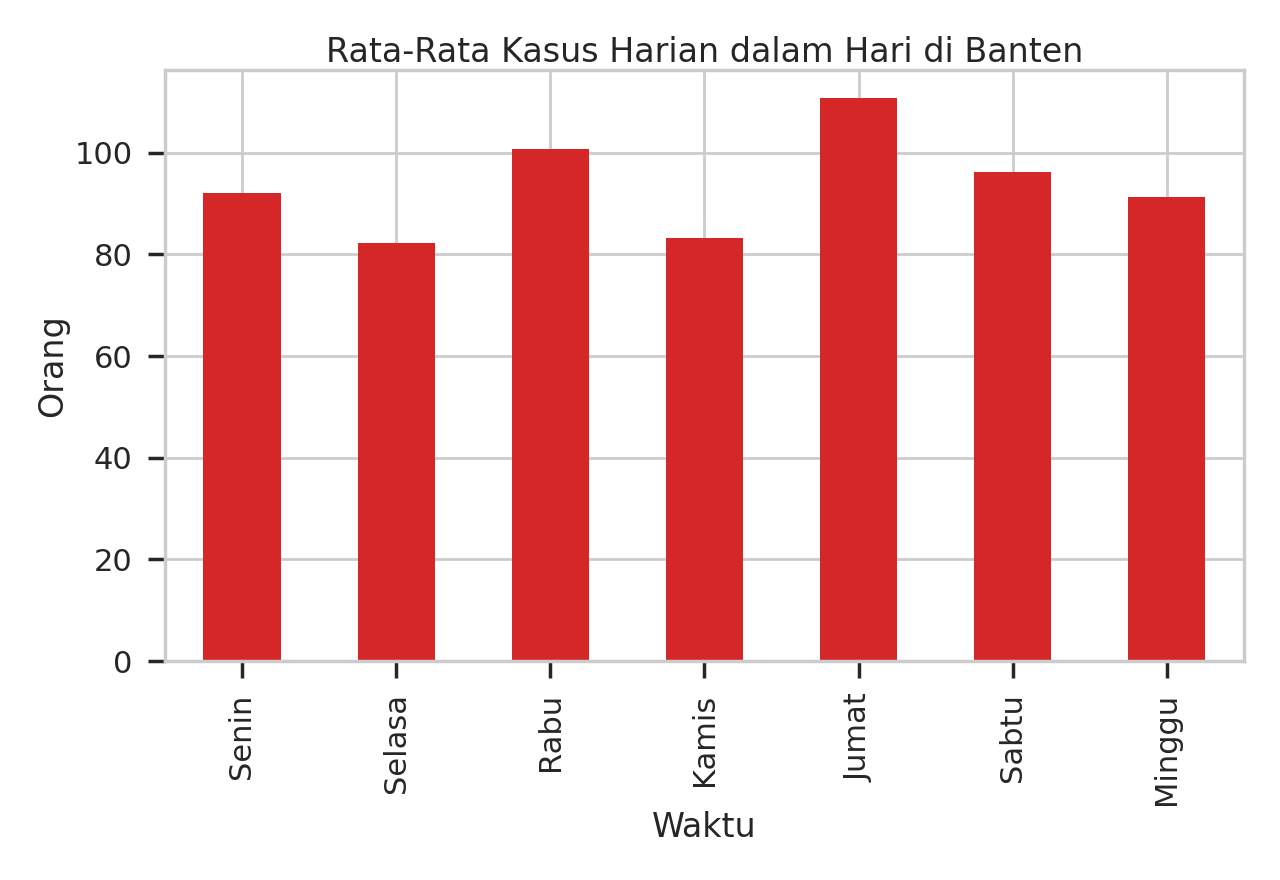 Rata-Rata Kasus Harian dalam Hari di Banten
Orang
100
80
60
40
20
0
Senin
Selasa
Rabu
Kamis
Jumat
Sabtu
Minggu
Waktu